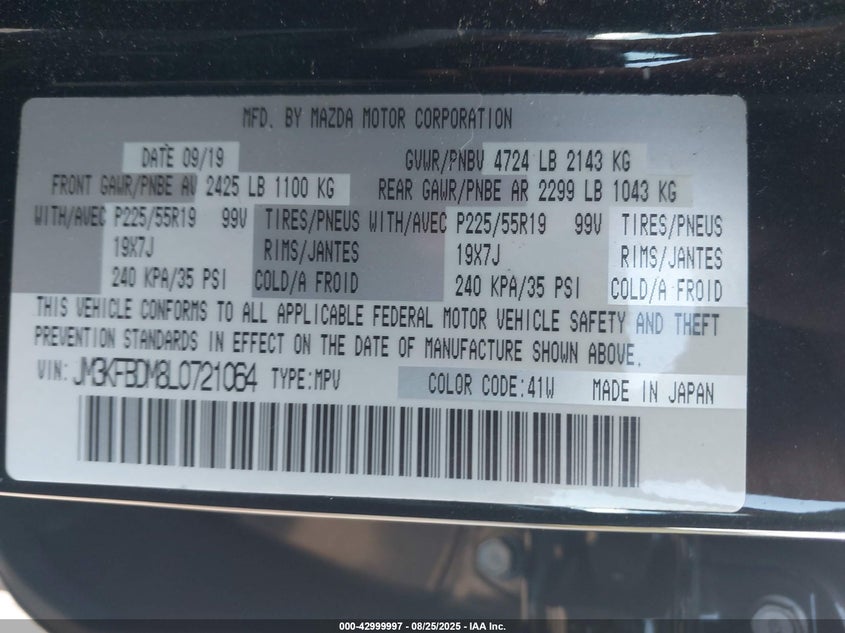 MFD. BY MAZDA MOTOR CORPORATION
DATE 09/19 GVWR/PNBV 4724 LB 2143 KG
FRONT GAWR/PNBE AV 2425 LB 1100 KG REAR GAWR/PNBE AR 2299 LB 1043 KG
WITH/AVEC P225/55R19 99V TIRES/PNEUS WITH/AVEC P225/55R19 99V TIRES/PNEUS
19X7J RIMS/JANTES 19X7J RIMS/JANTES
240 KPA/35 PSI COLD/A FROID 240 KPA/35 PSI COLD/A FROID
THIS VEHICLE CONFORMS TO ALL APPLICABLE FEDERAL MOTOR VEHICLE SAFETY AND THEFT
PREVENTION STANDARDS IN EFFECT ON THE DATE OF MANUFACTURE SHOWN ABOVE.
VIN: JM3KFBDM8L0721064 TYPE:MPV COLOR CODE:41W MADE IN JAPAN
000-42999997 - 08/25/2025 - IAA Inc.